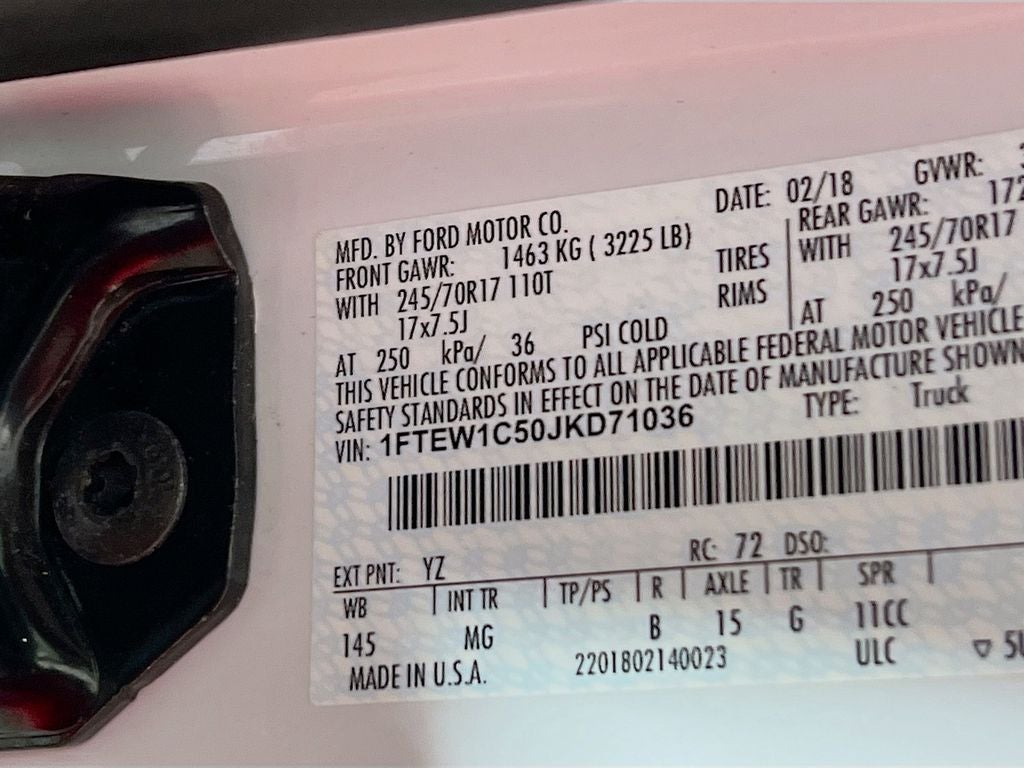 MFD. BY FORD MOTOR CO. DATE: 02/18 GVWR:
FRONT GAWR: 1463 KG ( 3225 LB) REAR GAWR: 172
WITH 245/70R17 110T TIRES WITH 245/70R17
17x7.5J RIMS 17x7.5J
AT 250 kPa/ 36 PSI COLD AT 250 kPa/
THIS VEHICLE CONFORMS TO ALL APPLICABLE FEDERAL MOTOR VEHICLE
SAFETY STANDARDS IN EFFECT ON THE DATE OF MANUFACTURE SHOWN
VIN: 1FTEW1C50JKD71036 TYPE: Truck
EXT PNT: YZ RC: 72 DSO:
WB INT TR TP/PS R AXLE TR SPR
145 MG B 15 G 11CC
MADE IN U.S.A. 2201802140023 ULC